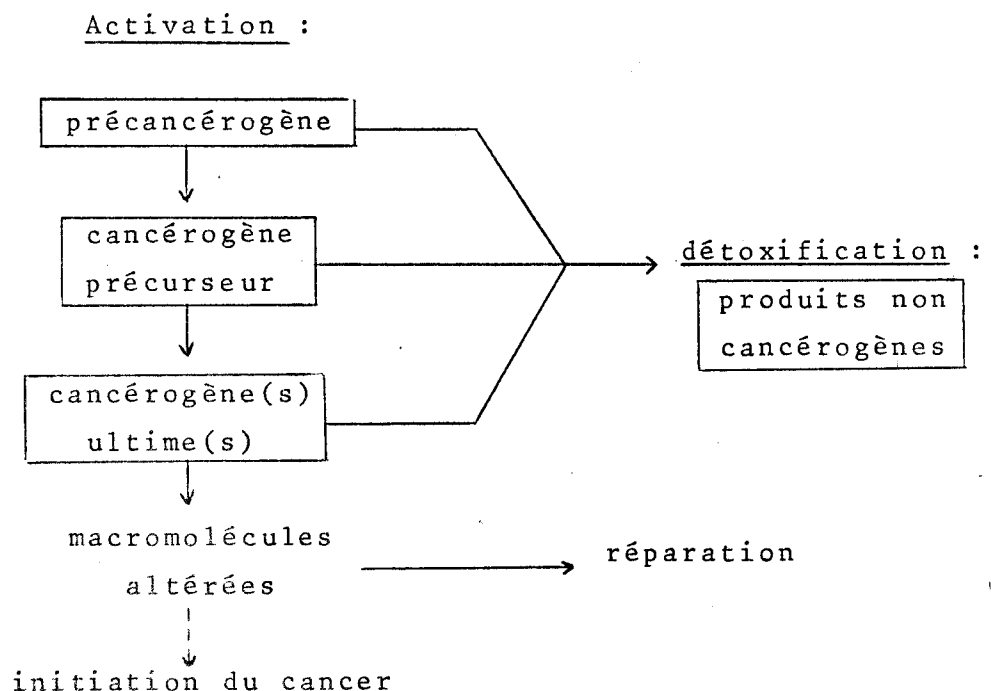 Activation :
précancérogène
cancérogène
précurseur
détoxification :
produits non
cancérogènes
cancérogène(s)
ultime(s)
macromolécules
altérées
réparation
initiation du cancer